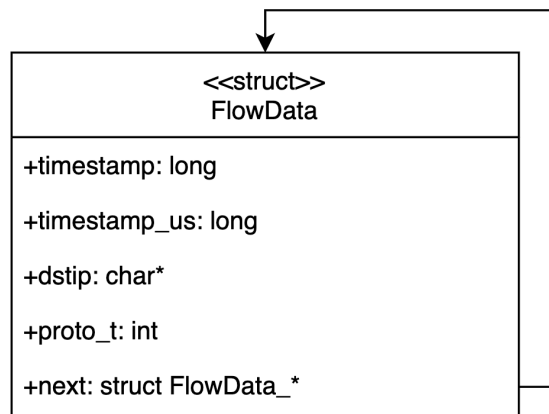 <<struct>>
FlowData
+timestamp: long
+timestamp_us: long
+dstip: char*
+proto_t: int
+next: struct FlowData_*